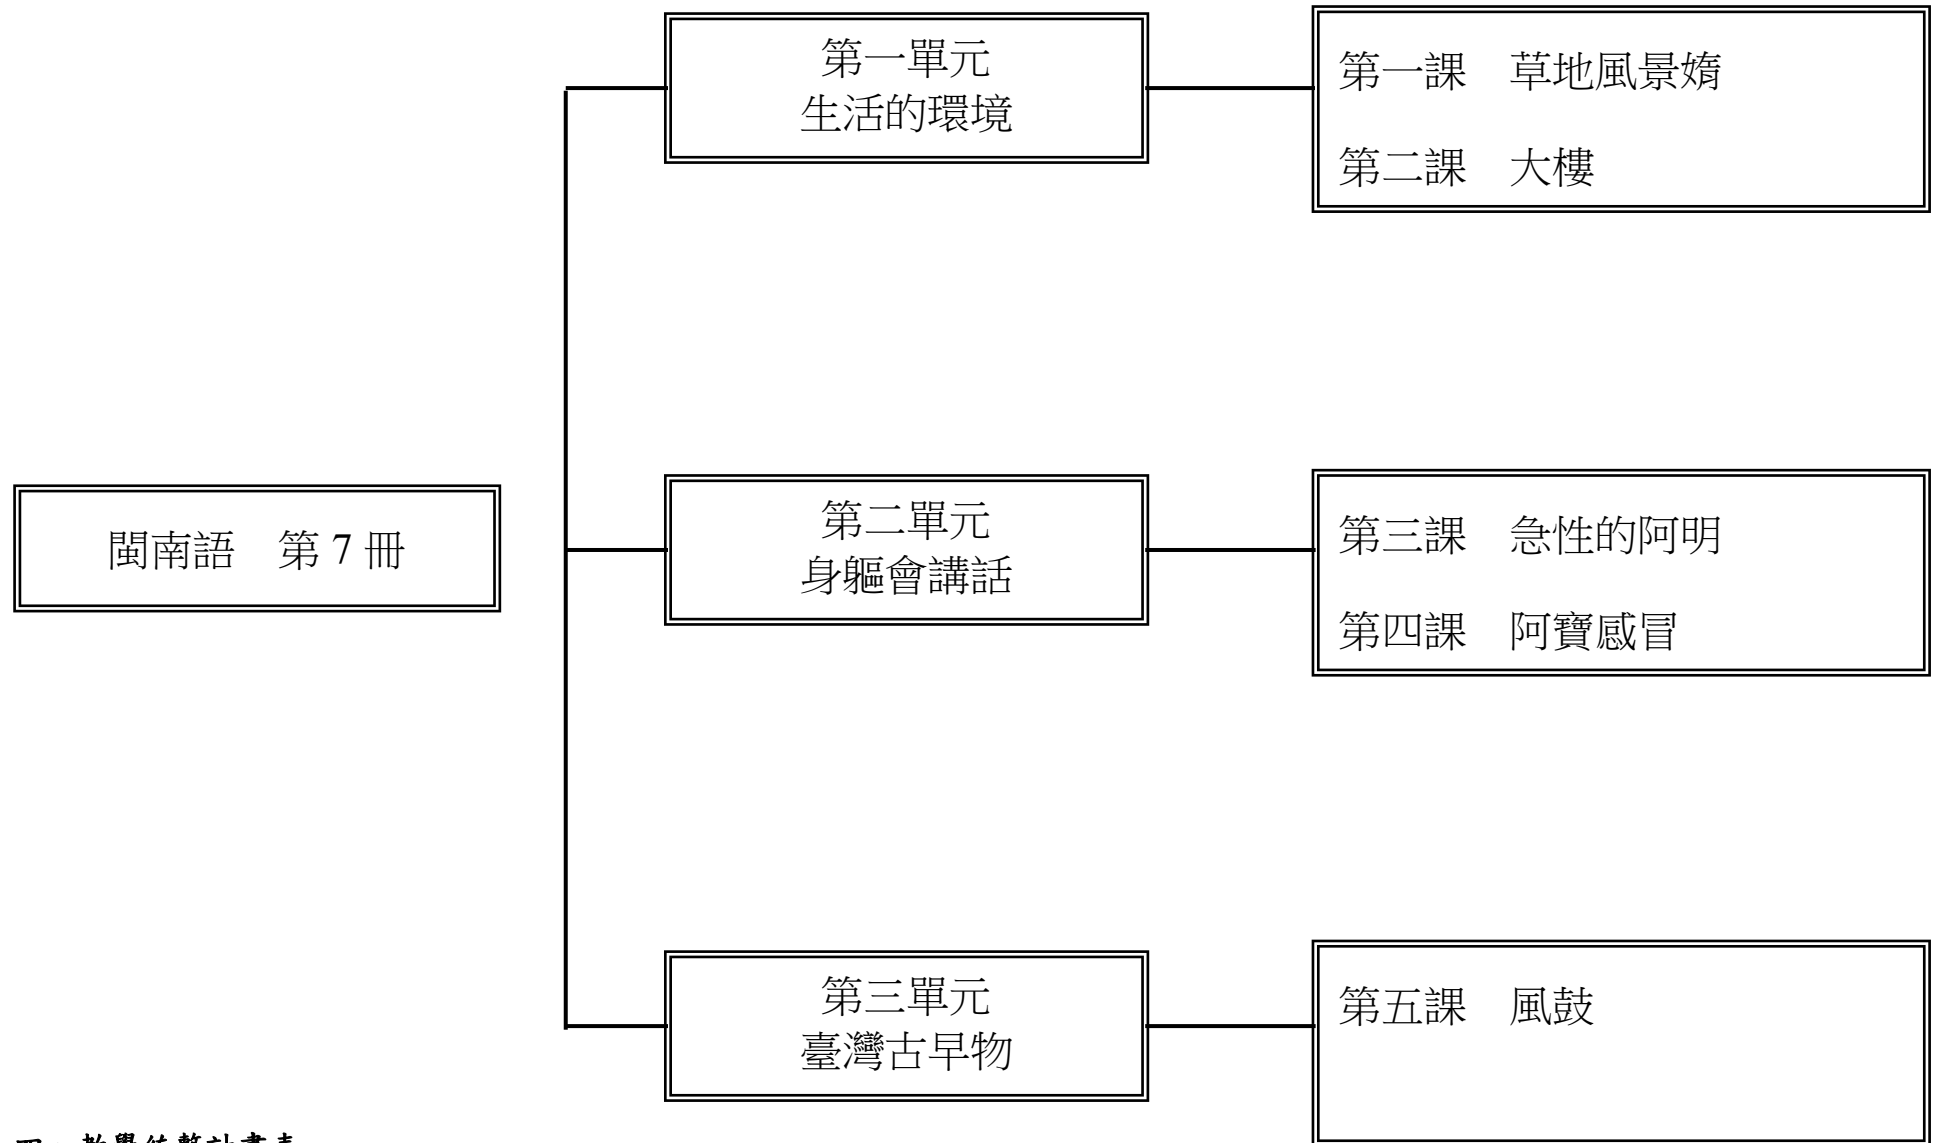 閩南語　第 7 冊
第一單元
生活的環境
第一課　草地風景媠
第二課　大樓
第二單元
身軀會講話
第三課　急性的阿明
第四課　阿寶感冒
第三單元
臺灣古早物
第五課　風鼓